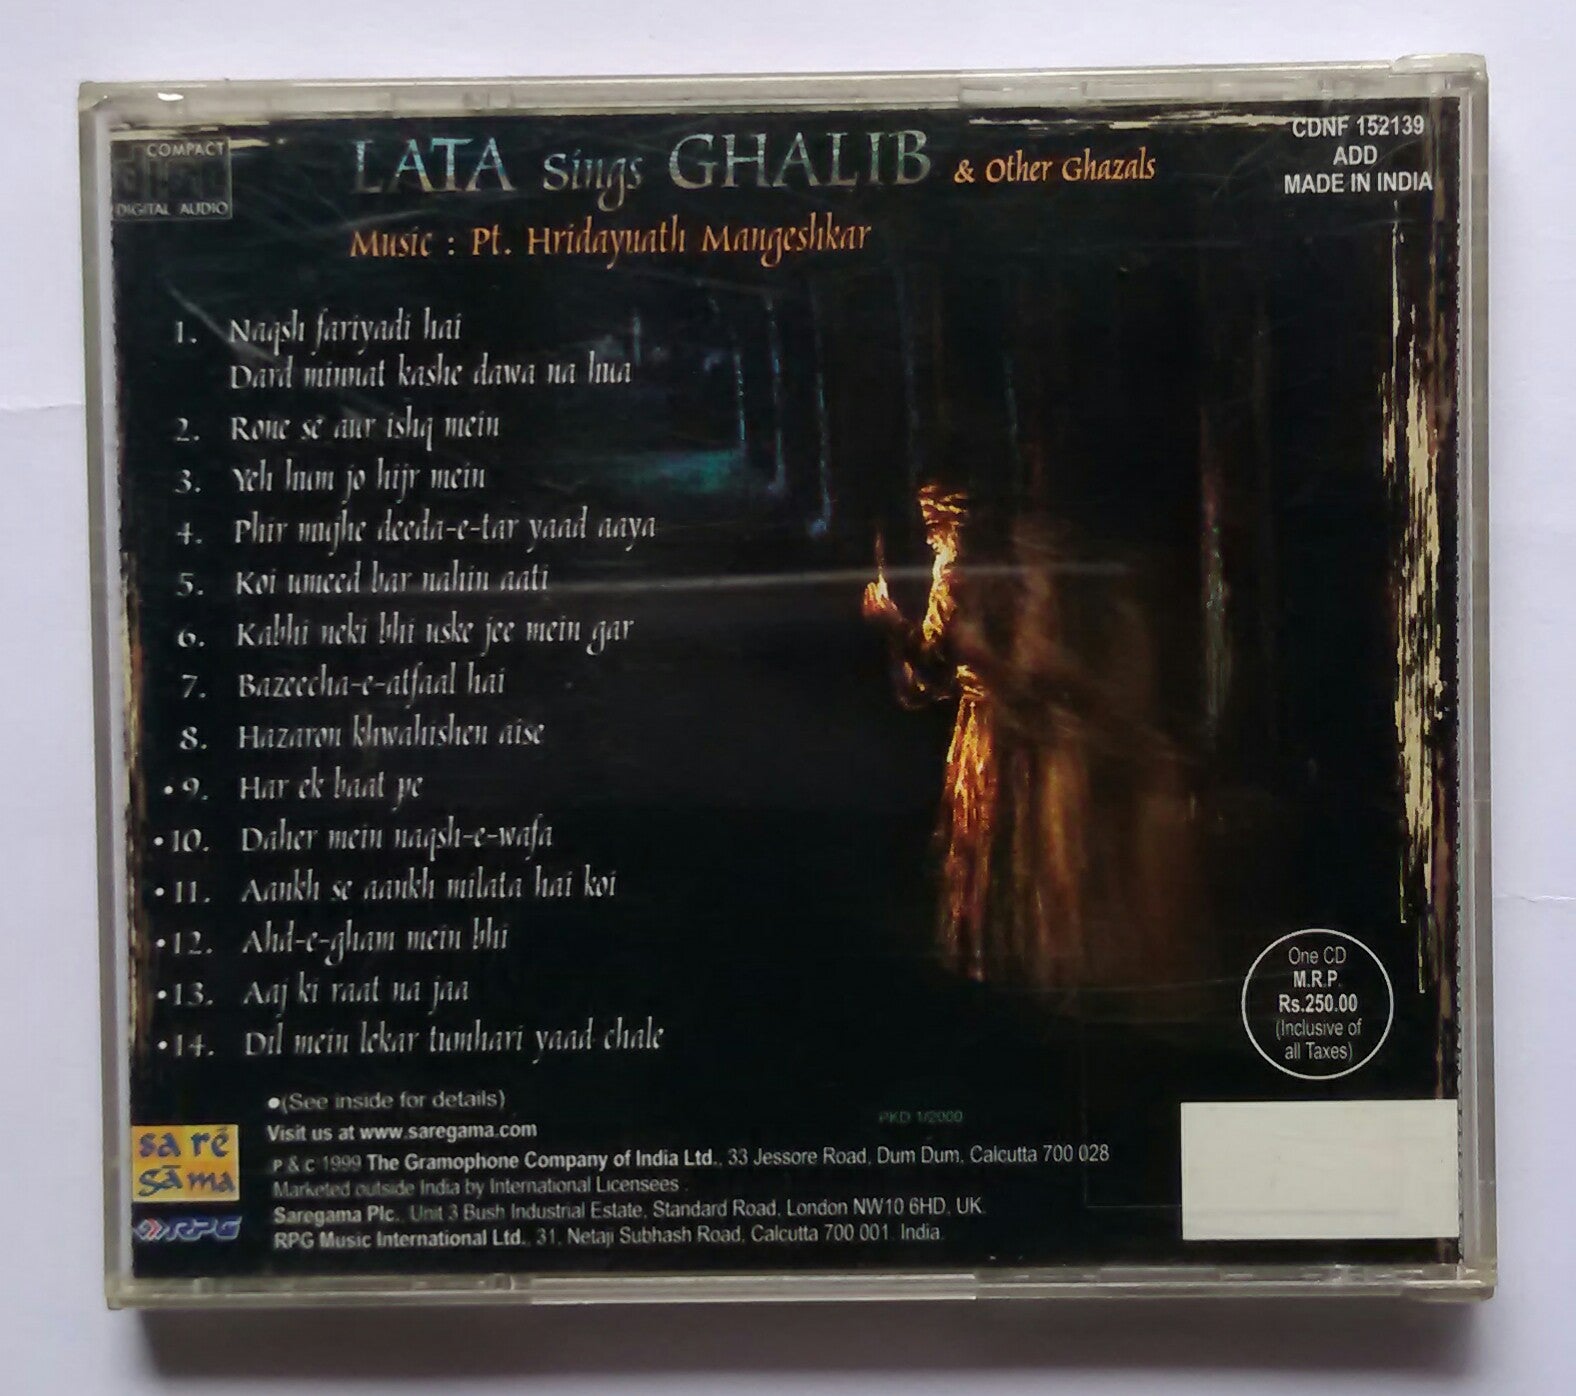 COMPACT
disc
DIGITAL AUDIO
LATA Sings GHALIB & Other Ghazals
Music : Pt. Hridaynath Mangeshkar
CDNF 152139
ADD
MADE IN INDIA
1. Naqsh fariyadi hai
Dard minnat kashe dawa na hua
2. Rone se aur ishq mein
3. Yeh hum jo hijr mein
4. Phir mujhe deeda-e-tar yaad aaya
5. Koi umeed bar nahin aati
6. Kabhi neki bhi uske jee mein gar
7. Bazeecha-e-atfaal hai
8. Hazaron khwahishen aise
•9. Har ek baat pe
•10. Daher mein naqsh-e-wafa
•11. Aankh se aankh milata hai koi
•12. Ahd-e-gham mein bhi
•13. Aaj ki raat na jaa
•14. Dil mein lekar tumhari yaad chale
One CD
M.R.P.
Rs.250.00
(Inclusive of
all Taxes)
●(See inside for details)
PKD 1/2000
Visit us at www.saregama.com
P & C 1999 The Gramophone Company of India Ltd., 33 Jessore Road, Dum Dum, Calcutta 700 028
Marketed outside India by International Licensees :
Saregama Plc., Unit 3 Bush Industrial Estate, Standard Road, London NW10 6HD, UK.
RPG Music International Ltd., 31, Netaji Subhash Road, Calcutta 700 001. India.
sa ré
gā ma
RPG